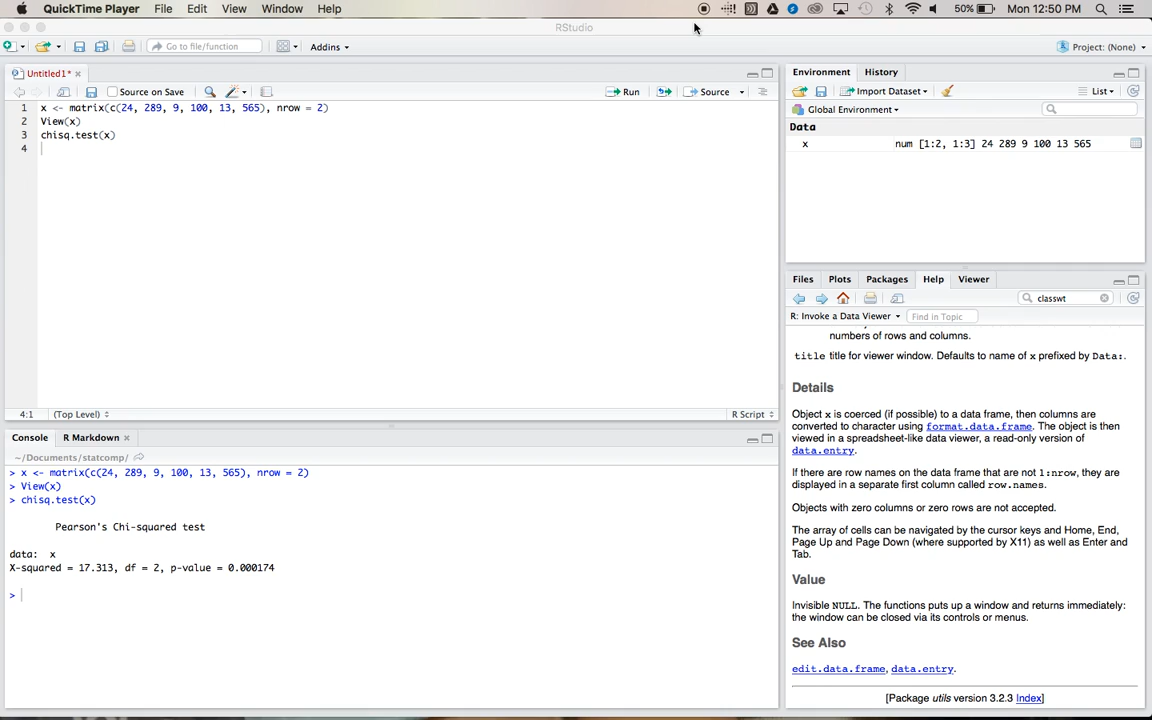 QuickTime Player File Edit View Window Help 50% Mon 12:50 PM
RStudio
Go to file/function Addins Project: (None)
Untitled1*
Source on Save Run Source
1 x <- matrix(c(24, 289, 9, 100, 13, 565), nrow = 2)
2 View(x)
3 chisq.test(x)
4
4:1 (Top Level) R Script
Console R Markdown
~/Documents/statcomp/
> x <- matrix(c(24, 289, 9, 100, 13, 565), nrow = 2)
> View(x)
> chisq.test(x)
Pearson's Chi-squared test
data: x
X-squared = 17.313, df = 2, p-value = 0.000174
>
Environment History
Import Dataset List
Global Environment
Data
x num [1:2, 1:3] 24 289 9 100 13 565
Files Plots Packages Help Viewer
classwt
R: Invoke a Data Viewer Find in Topic
numbers of rows and columns.
title title for viewer window. Defaults to name of x prefixed by Data:.
Details
Object x is coerced (if possible) to a data frame, then columns are
converted to character using format.data.frame. The object is then
viewed in a spreadsheet-like data viewer, a read-only version of
data.entry.
If there are row names on the data frame that are not 1:nrow, they are
displayed in a separate first column called row.names.
Objects with zero columns or zero rows are not accepted.
The array of cells can be navigated by the cursor keys and Home, End,
Page Up and Page Down (where supported by X11) as well as Enter and
Tab.
Value
Invisible NULL. The functions puts up a window and returns immediately:
the window can be closed via its controls or menus.
See Also
edit.data.frame, data.entry.
[Package utils version 3.2.3 Index]